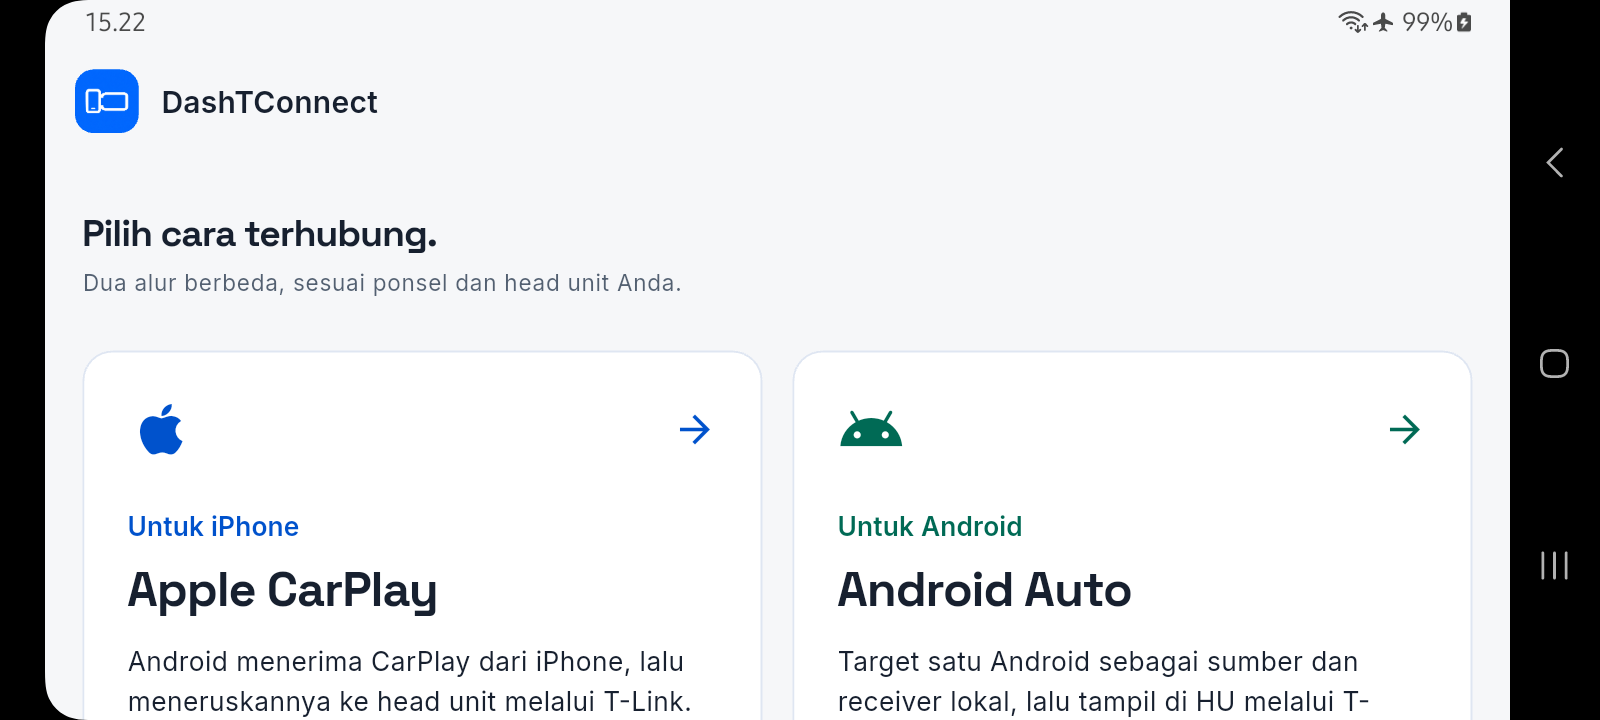 15.22
99%
DashTConnect
Pilih cara terhubung.
Dua alur berbeda, sesuai ponsel dan head unit Anda.
Untuk iPhone
Apple CarPlay
Android menerima CarPlay dari iPhone, lalu
meneruskannya ke head unit melalui T-Link.
Untuk Android
Android Auto
Target satu Android sebagai sumber dan
receiver lokal, lalu tampil di HU melalui T-